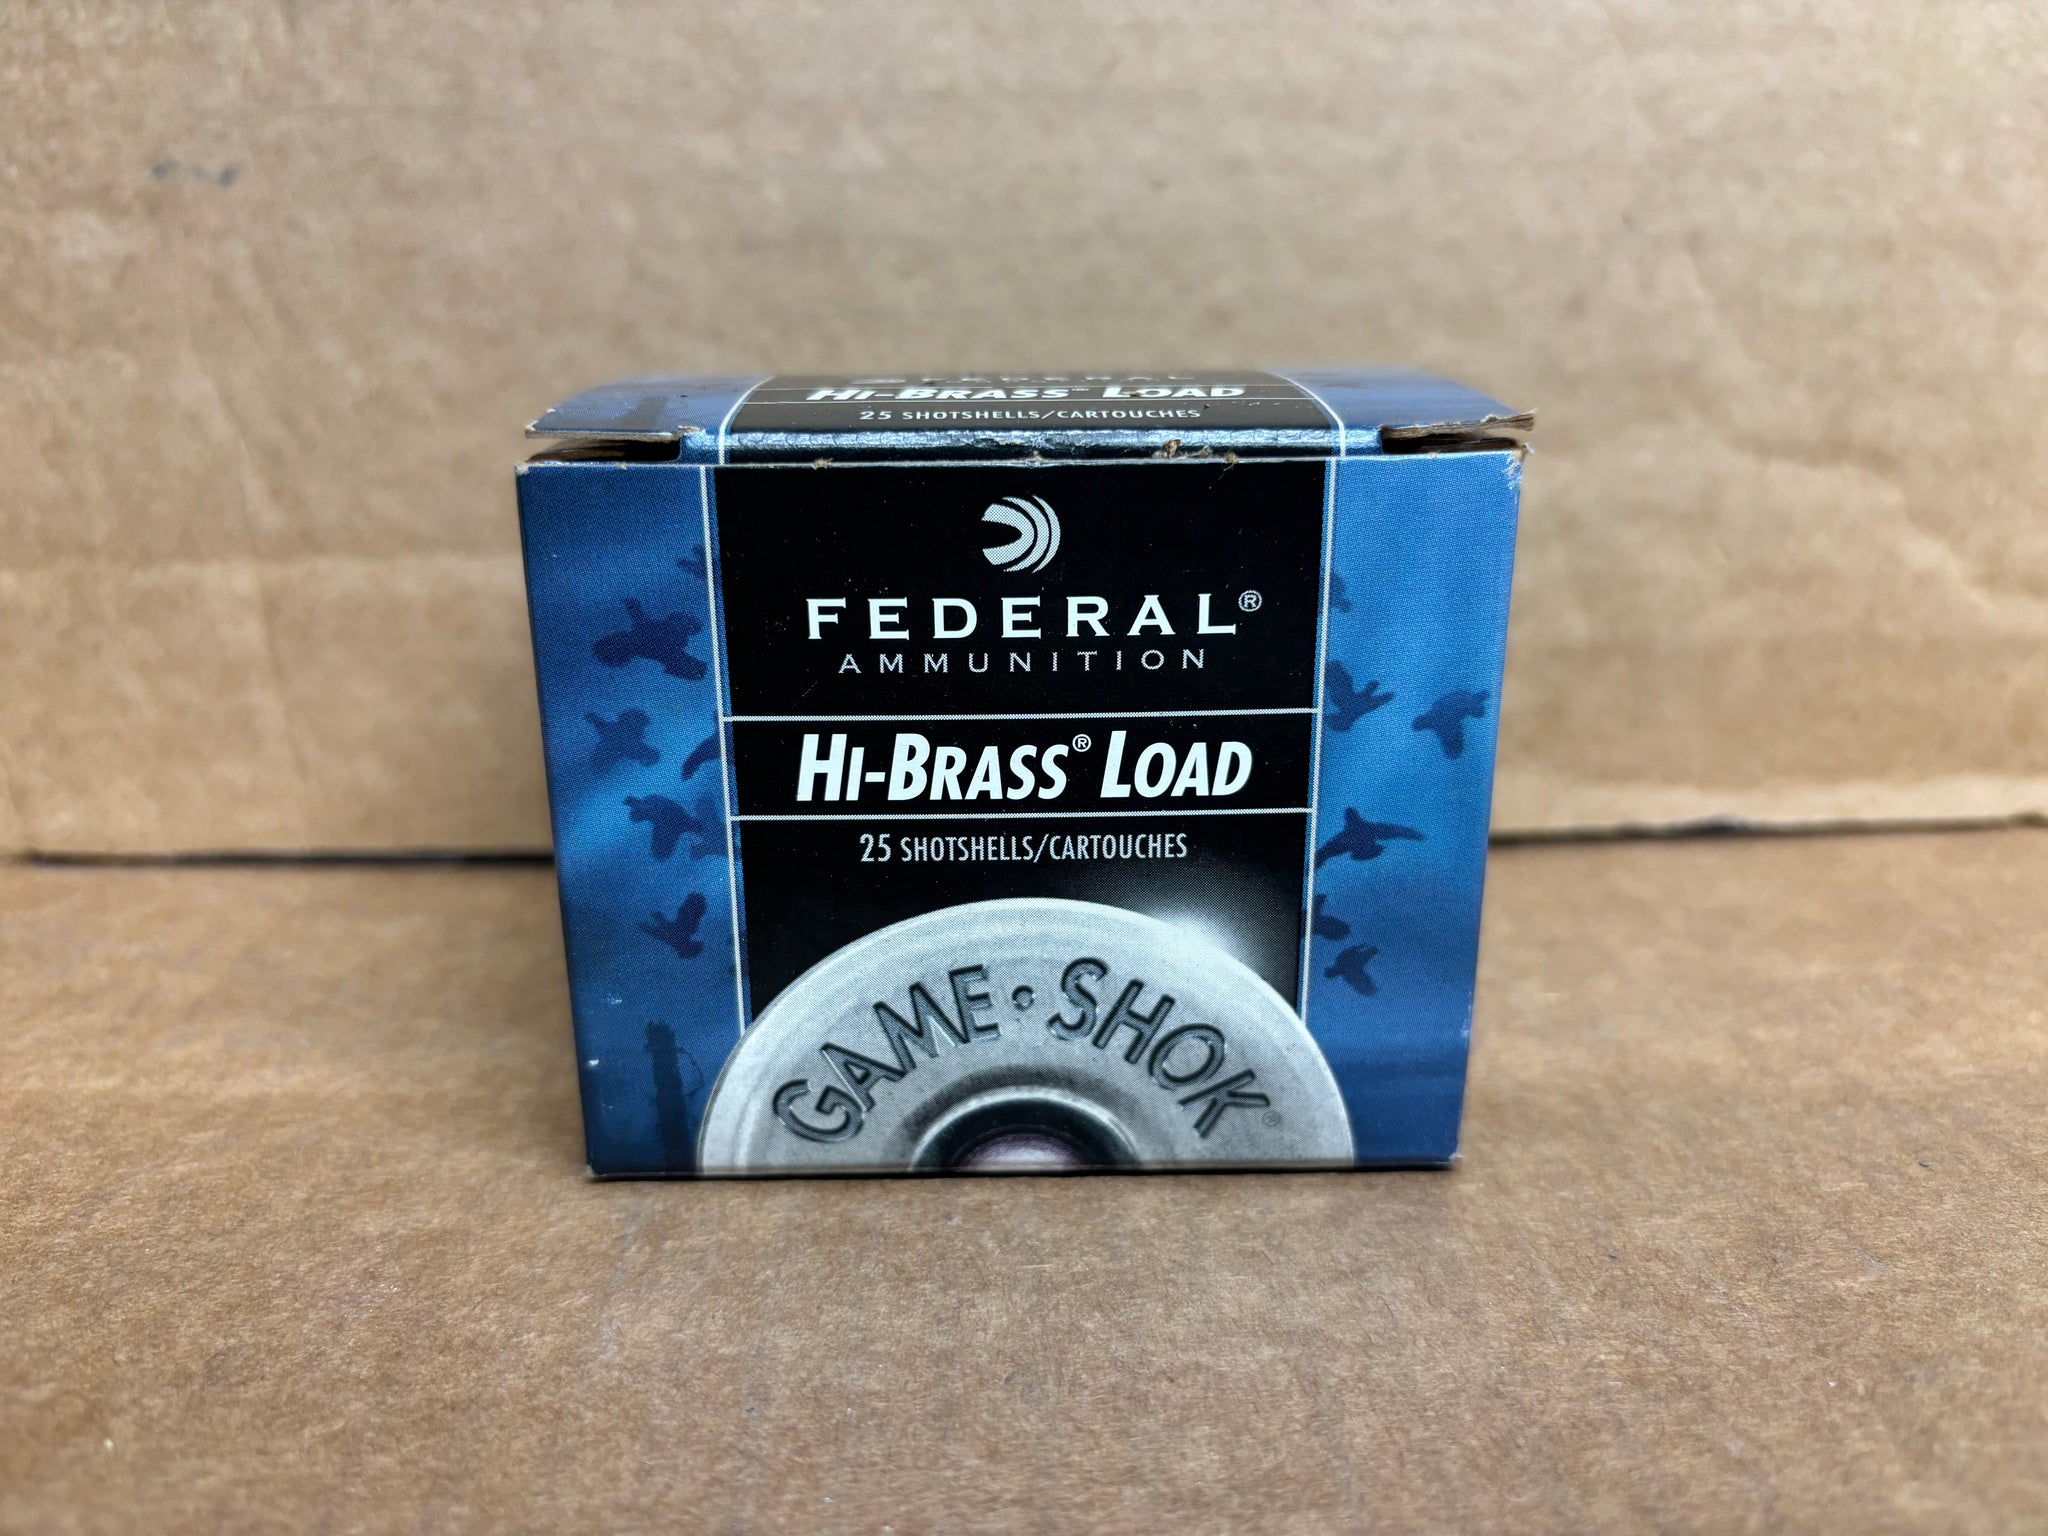 HI-BRASS® LOAD
25 SHOTSHELLS/CARTOUCHES
FEDERAL®
AMMUNITION
HI-BRASS® LOAD
25 SHOTSHELLS/CARTOUCHES
GAME·SHOK®